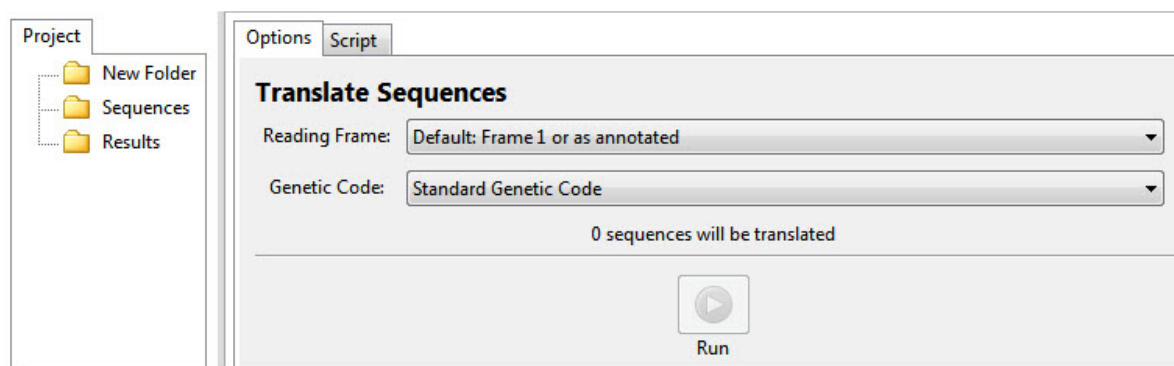 Project
New Folder
Sequences
Results
Options Script
Translate Sequences
Reading Frame: Default: Frame 1 or as annotated
Genetic Code: Standard Genetic Code
0 sequences will be translated
Run